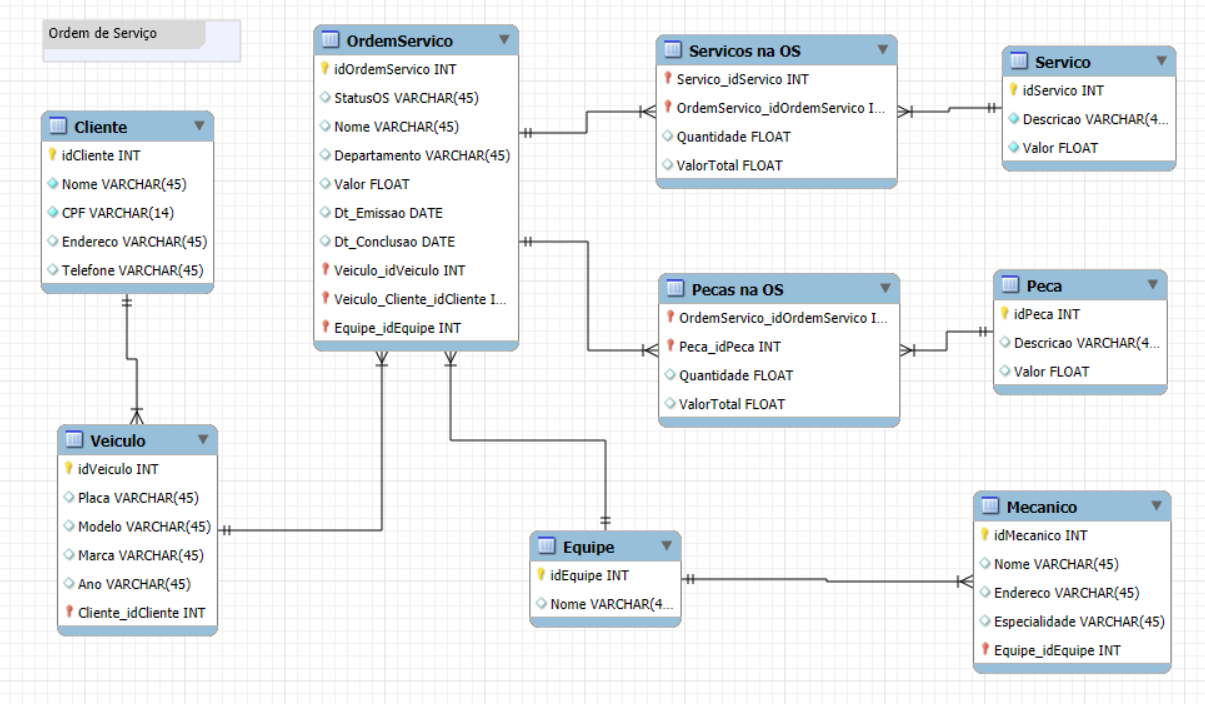 Ordem de Serviço
Cliente
idCliente INT
Nome VARCHAR(45)
CPF VARCHAR(14)
Endereco VARCHAR(45)
Telefone VARCHAR(45)
OrdemServico
idOrdemServico INT
StatusOS VARCHAR(45)
Nome VARCHAR(45)
Departamento VARCHAR(45)
Valor FLOAT
Dt_Emissao DATE
Dt_Conclusao DATE
Veiculo_idVeiculo INT
Veiculo_Cliente_idCliente I...
Equipe_idEquipe INT
Servicos na OS
Servico_idServico INT
OrdemServico_idOrdemServico I...
Quantidade FLOAT
ValorTotal FLOAT
Servico
idServico INT
Descricao VARCHAR(4...
Valor FLOAT
Pecas na OS
OrdemServico_idOrdemServico I...
Peca_idPeca INT
Quantidade FLOAT
ValorTotal FLOAT
Peca
idPeca INT
Descricao VARCHAR(4...
Valor FLOAT
Veiculo
idVeiculo INT
Placa VARCHAR(45)
Modelo VARCHAR(45)
Marca VARCHAR(45)
Ano VARCHAR(45)
Cliente_idCliente INT
Equipe
idEquipe INT
Nome VARCHAR(4...
Mecanico
idMecanico INT
Nome VARCHAR(45)
Endereco VARCHAR(45)
Especialidade VARCHAR(45)
Equipe_idEquipe INT